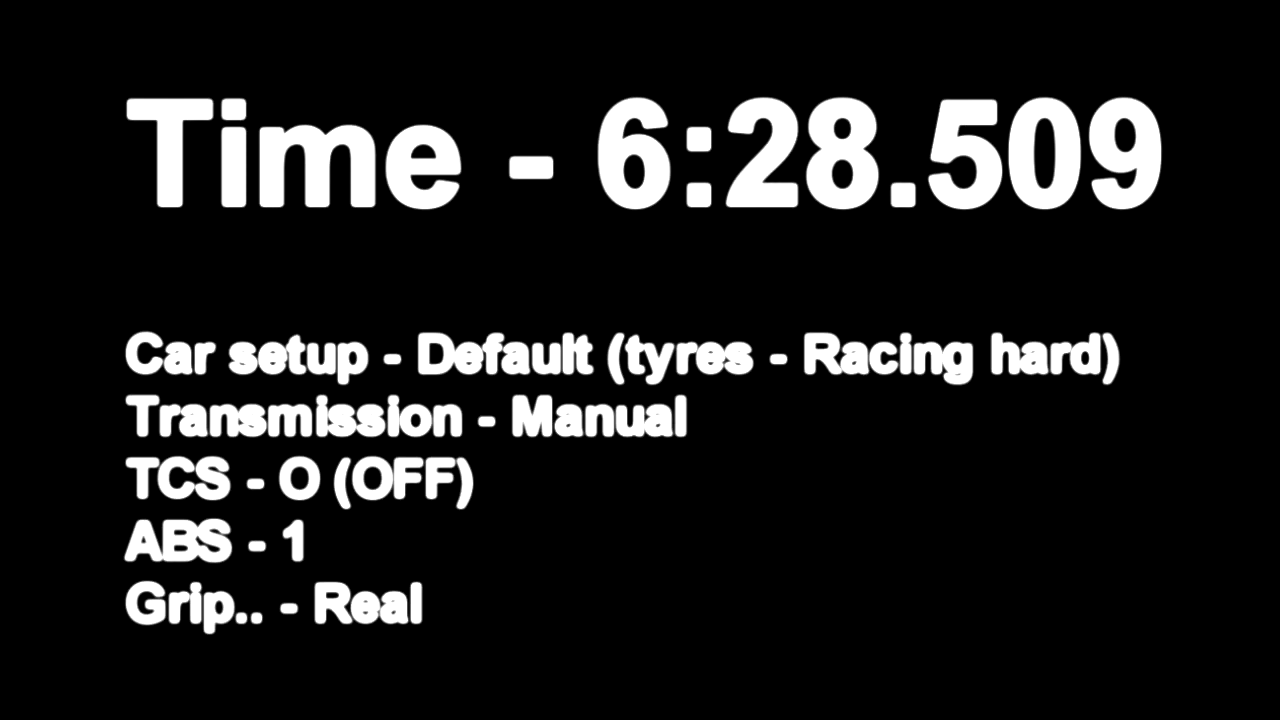 Time - 6:28.509
Car setup - Default (tyres - Racing hard)
Transmission - Manual
TCS - O (OFF)
ABS - 1
Grip.. - Real